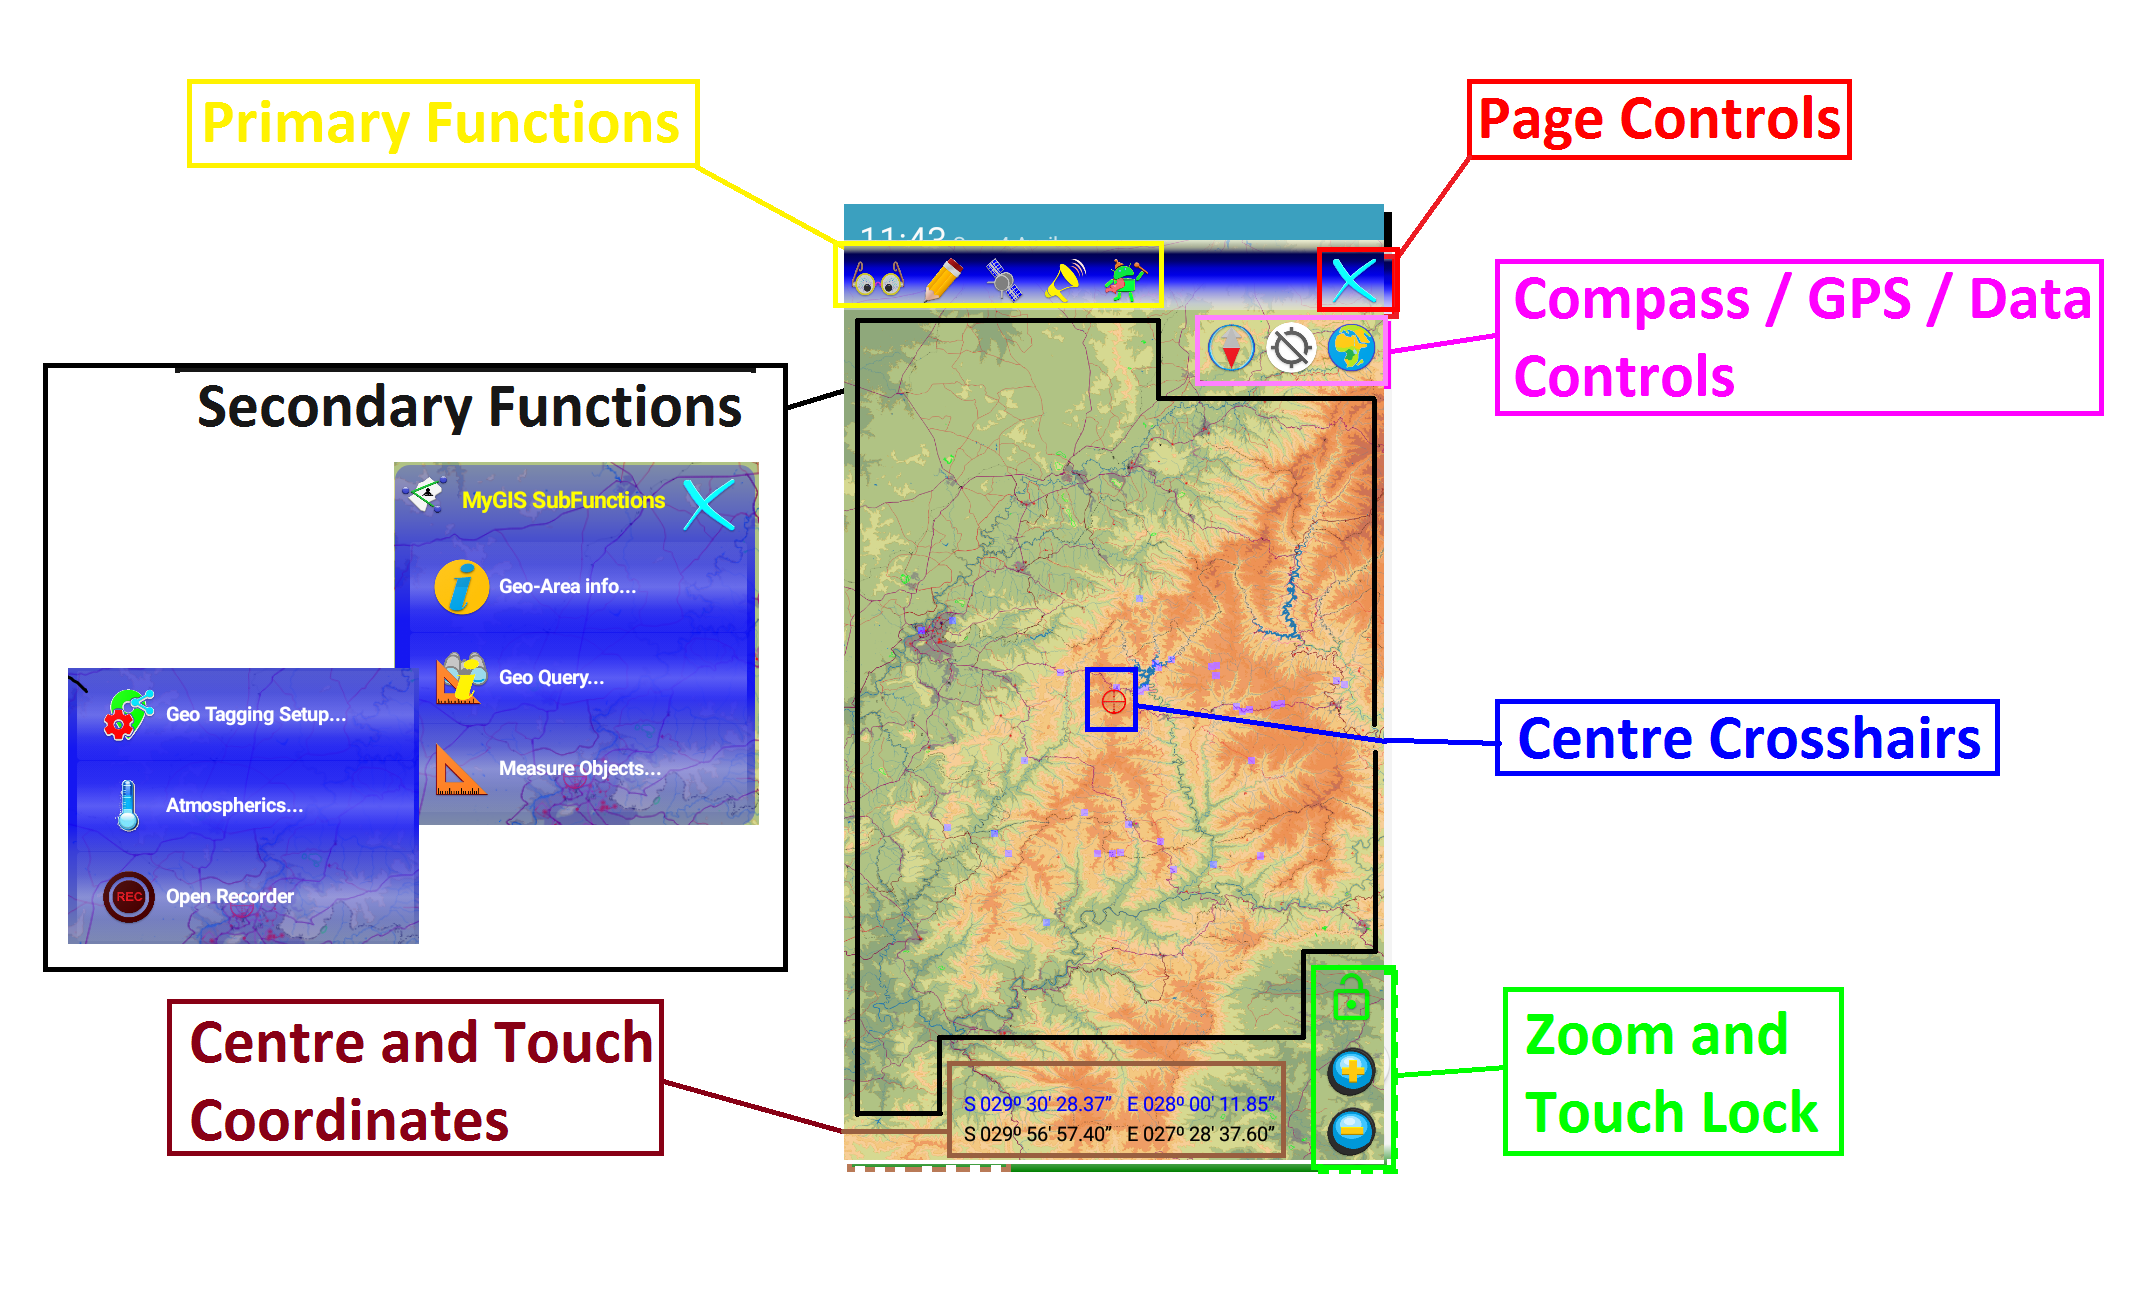 Primary Functions
Page Controls
11:43
Compass / GPS / Data
Controls
Secondary Functions
MyGIS SubFunctions
Geo-Area info...
Geo Query...
Measure Objects...
Geo Tagging Setup...
Atmospherics...
REC
Open Recorder
Centre Crosshairs
Centre and Touch
Coordinates
Zoom and
Touch Lock
S 029º 30' 28.37” E 028º 00' 11.85”
S 029º 56' 57.40” E 027º 28' 37.60”